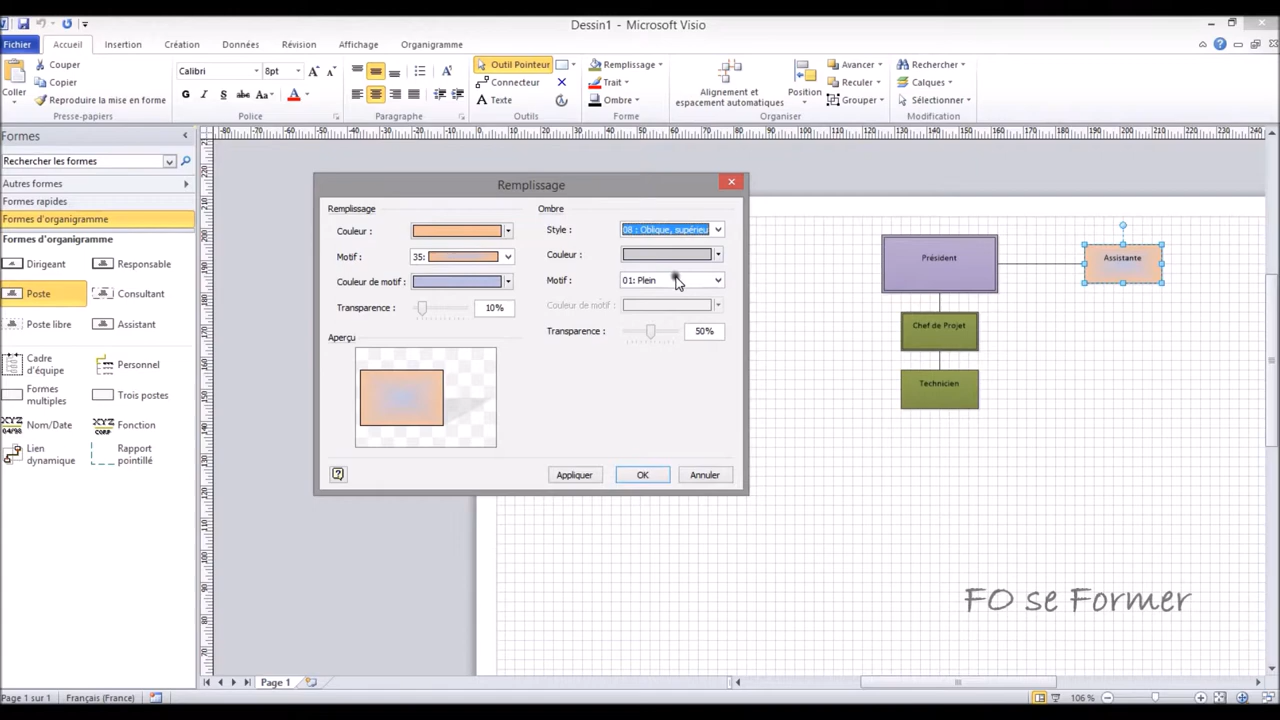 Dessin1 - Microsoft Visio
Fichier Accueil Insertion Création Données Révision Affichage Organigramme
Coller
Couper
Copier
Reproduire la mise en forme
Presse-papiers
Calibri 8pt
G I S abc Aa A
Police
Paragraphe
Outil Pointeur
Connecteur
Texte
Outils
Remplissage
Trait
Ombre
Forme
Alignement et
espacement automatiques
Position
Avancer
Reculer
Grouper
Organiser
Rechercher
Calques
Sélectionner
Modification
Formes
Rechercher les formes
Autres formes
Formes rapides
Formes d'organigramme
Formes d'organigramme
Dirigeant Responsable
Poste Consultant
Poste libre Assistant
Cadre
d'équipe
Personnel
Formes
multiples
Trois postes
Nom/Date Fonction
Lien
dynamique
Rapport
pointillé
Remplissage
Remplissage
Couleur :
Motif : 35:
Couleur de motif :
Transparence : 10%
Aperçu
Ombre
Style : 08 : Oblique, supérieu
Couleur :
Motif : 01: Plein
Couleur de motif :
Transparence : 50%
Appliquer OK Annuler
Président
Assistante
Chef de Projet
Technicien
FO se Former
Page 1
Page 1 sur 1 Français (France) 106 %